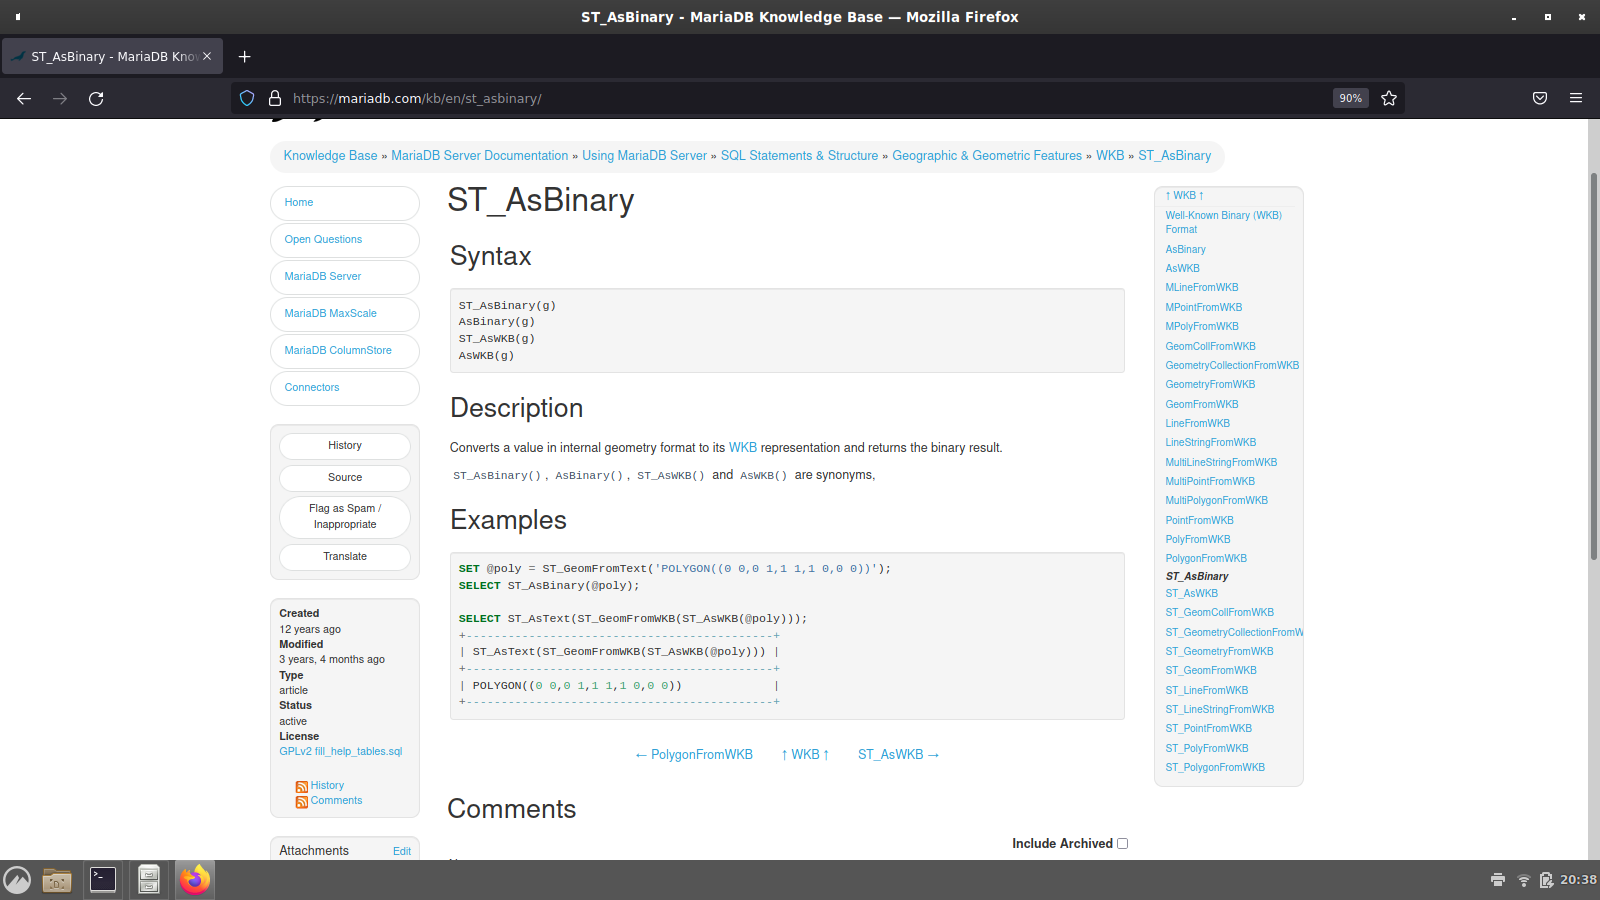 ST_AsBinary - MariaDB Knowledge Base — Mozilla Firefox
ST_AsBinary - MariaDB Know
https://mariadb.com/kb/en/st_asbinary/
90%
Knowledge Base » MariaDB Server Documentation » Using MariaDB Server » SQL Statements & Structure » Geographic & Geometric Features » WKB » ST_AsBinary
Home
Open Questions
MariaDB Server
MariaDB MaxScale
MariaDB ColumnStore
Connectors
History
Source
Flag as Spam /
Inappropriate
Translate
Created
12 years ago
Modified
3 years, 4 months ago
Type
article
Status
active
License
GPLv2 fill_help_tables.sql
History
Comments
Attachments Edit
ST_AsBinary
Syntax
ST_AsBinary(g)
AsBinary(g)
ST_AsWKB(g)
AsWKB(g)
Description
Converts a value in internal geometry format to its WKB representation and returns the binary result.
ST_AsBinary(), AsBinary(), ST_AsWKB() and AsWKB() are synonyms,
Examples
SET @poly = ST_GeomFromText('POLYGON((0 0,0 1,1 1,1 0,0 0))');
SELECT ST_AsBinary(@poly);
SELECT ST_AsText(ST_GeomFromWKB(ST_AsWKB(@poly)));
+--------------------------------------------+
| ST_AsText(ST_GeomFromWKB(ST_AsWKB(@poly))) |
+--------------------------------------------+
| POLYGON((0 0,0 1,1 1,1 0,0 0))             |
+--------------------------------------------+
← PolygonFromWKB ↑ WKB ↑ ST_AsWKB →
Comments
Include Archived
↑ WKB ↑
Well-Known Binary (WKB)
Format
AsBinary
AsWKB
MLineFromWKB
MPointFromWKB
MPolyFromWKB
GeomCollFromWKB
GeometryCollectionFromWKB
GeometryFromWKB
GeomFromWKB
LineFromWKB
LineStringFromWKB
MultiLineStringFromWKB
MultiPointFromWKB
MultiPolygonFromWKB
PointFromWKB
PolyFromWKB
PolygonFromWKB
ST_AsBinary
ST_AsWKB
ST_GeomCollFromWKB
ST_GeometryCollectionFromW
ST_GeometryFromWKB
ST_GeomFromWKB
ST_LineFromWKB
ST_LineStringFromWKB
ST_PointFromWKB
ST_PolyFromWKB
ST_PolygonFromWKB
20:38